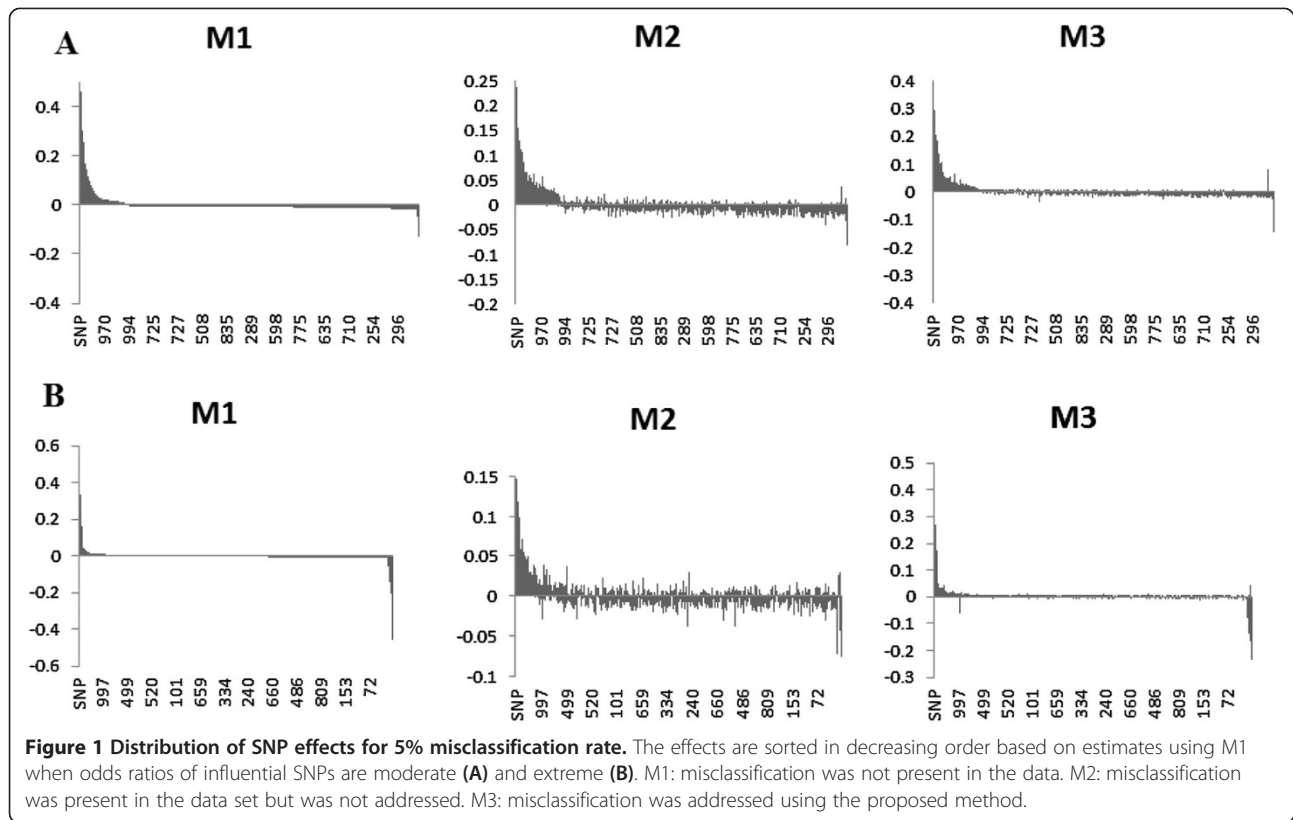 A
M1
M2
M3
0.4
0.2
0
-0.2
-0.4
SNP 970 994 725 727 508 835 289 598 775 635 710 254 296
0.25
0.2
0.15
0.1
0.05
0
-0.05
-0.1
-0.15
-0.2
SNP 970 994 725 727 508 835 289 598 775 635 710 254 296
0.4
0.3
0.2
0.1
0
-0.1
-0.2
-0.3
-0.4
SNP 970 994 725 727 508 835 289 598 775 635 710 254 296
B
M1
M2
M3
0.6
0.4
0.2
0
-0.2
-0.4
-0.6
SNP 997 499 520 101 659 334 240 660 486 809 153 72
0.15
0.1
0.05
0
-0.05
-0.1
SNP 997 499 520 101 659 334 240 660 486 809 153 72
0.5
0.4
0.3
0.2
0.1
0
-0.1
-0.2
-0.3
SNP 997 499 520 101 659 334 240 660 486 809 153 72
Figure 1 Distribution of SNP effects for 5% misclassification rate. The effects are sorted in decreasing order based on estimates using M1
when odds ratios of influential SNPs are moderate (A) and extreme (B). M1: misclassification was not present in the data. M2: misclassification
was present in the data set but was not addressed. M3: misclassification was addressed using the proposed method.